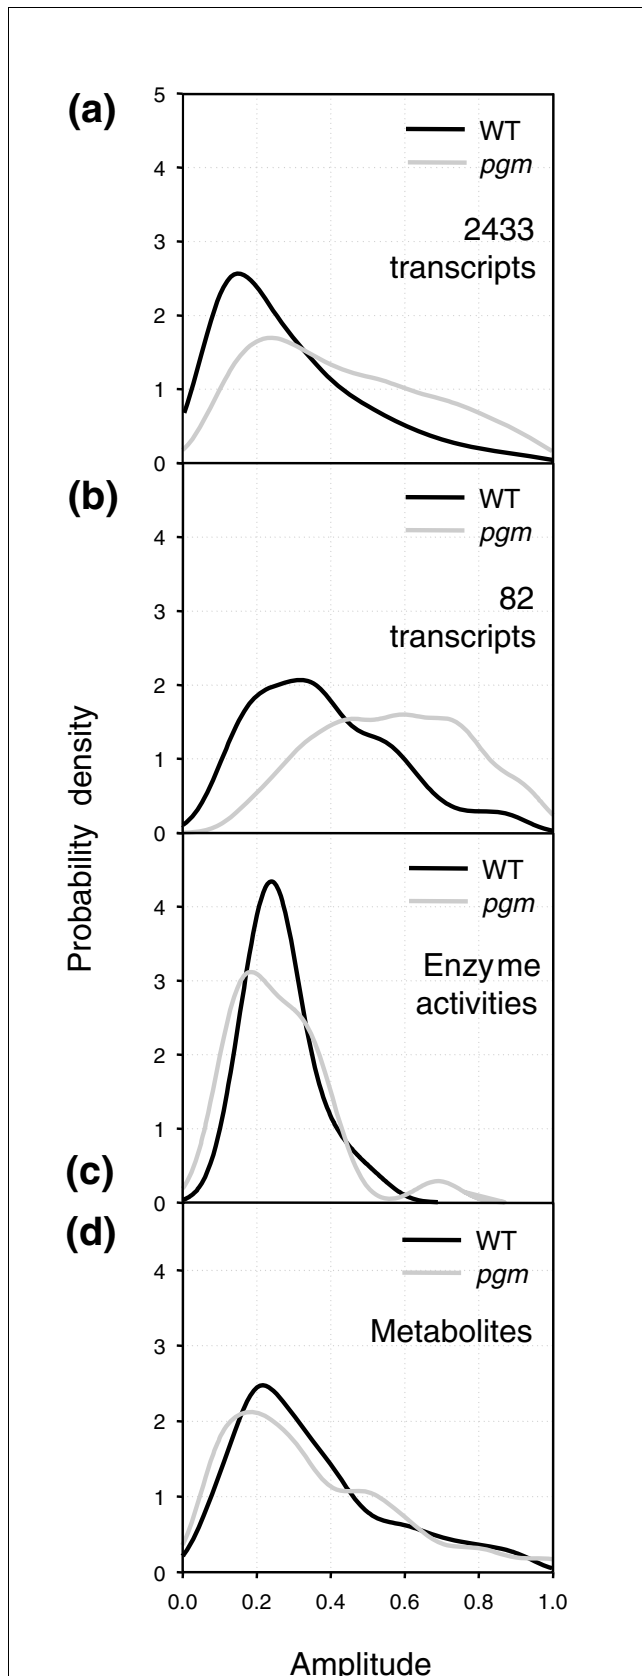 (a)
5
WT
pgm
4
2433
transcripts
3
2
1
0
(b)
WT
pgm
4
82
transcripts
3
2
1
0
Probability density
WT
pgm
4
Enzyme
activities
3
2
1
(c)
0
(d)
WT
pgm
4
Metabolites
3
2
1
0
0.0 0.2 0.4 0.6 0.8 1.0
Amplitude